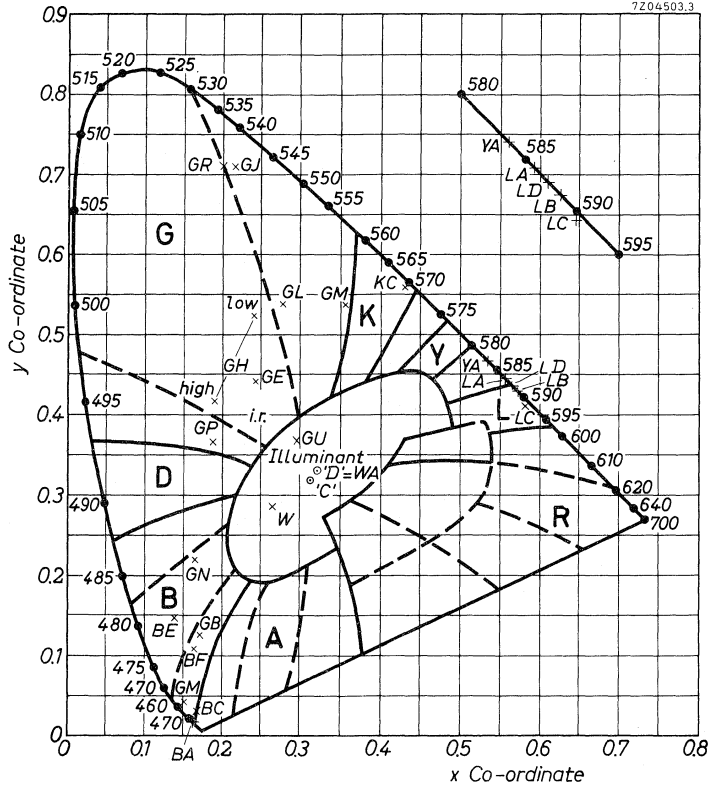 7Z04503.3
0.9
520
525
515
530
580
0.8
535
540
510
YA
585
545
LA
0.7
GR
GJ
550
LD
LB
590
505
555
LC
G
560
595
0.6
565
KC
570
GL
GM
500
low
K
575
0.5
580
Y
YA
585
GH
GE
LD
LA
LB
high
495
590
0.4
i.r.
L
LC
595
GP
GU
600
Illuminant
D
'D'=WA
610
'C'
0.3
490
620
W
R
640
700
GN
485
0.2
B
480
BE
GB
A
BF
0.1
475
470
GM
460
BC
470
0
BA
0
0.1
0.2
0.3
0.4
0.5
0.6
0.7
0.8
x Co-ordinate
y Co-ordinate